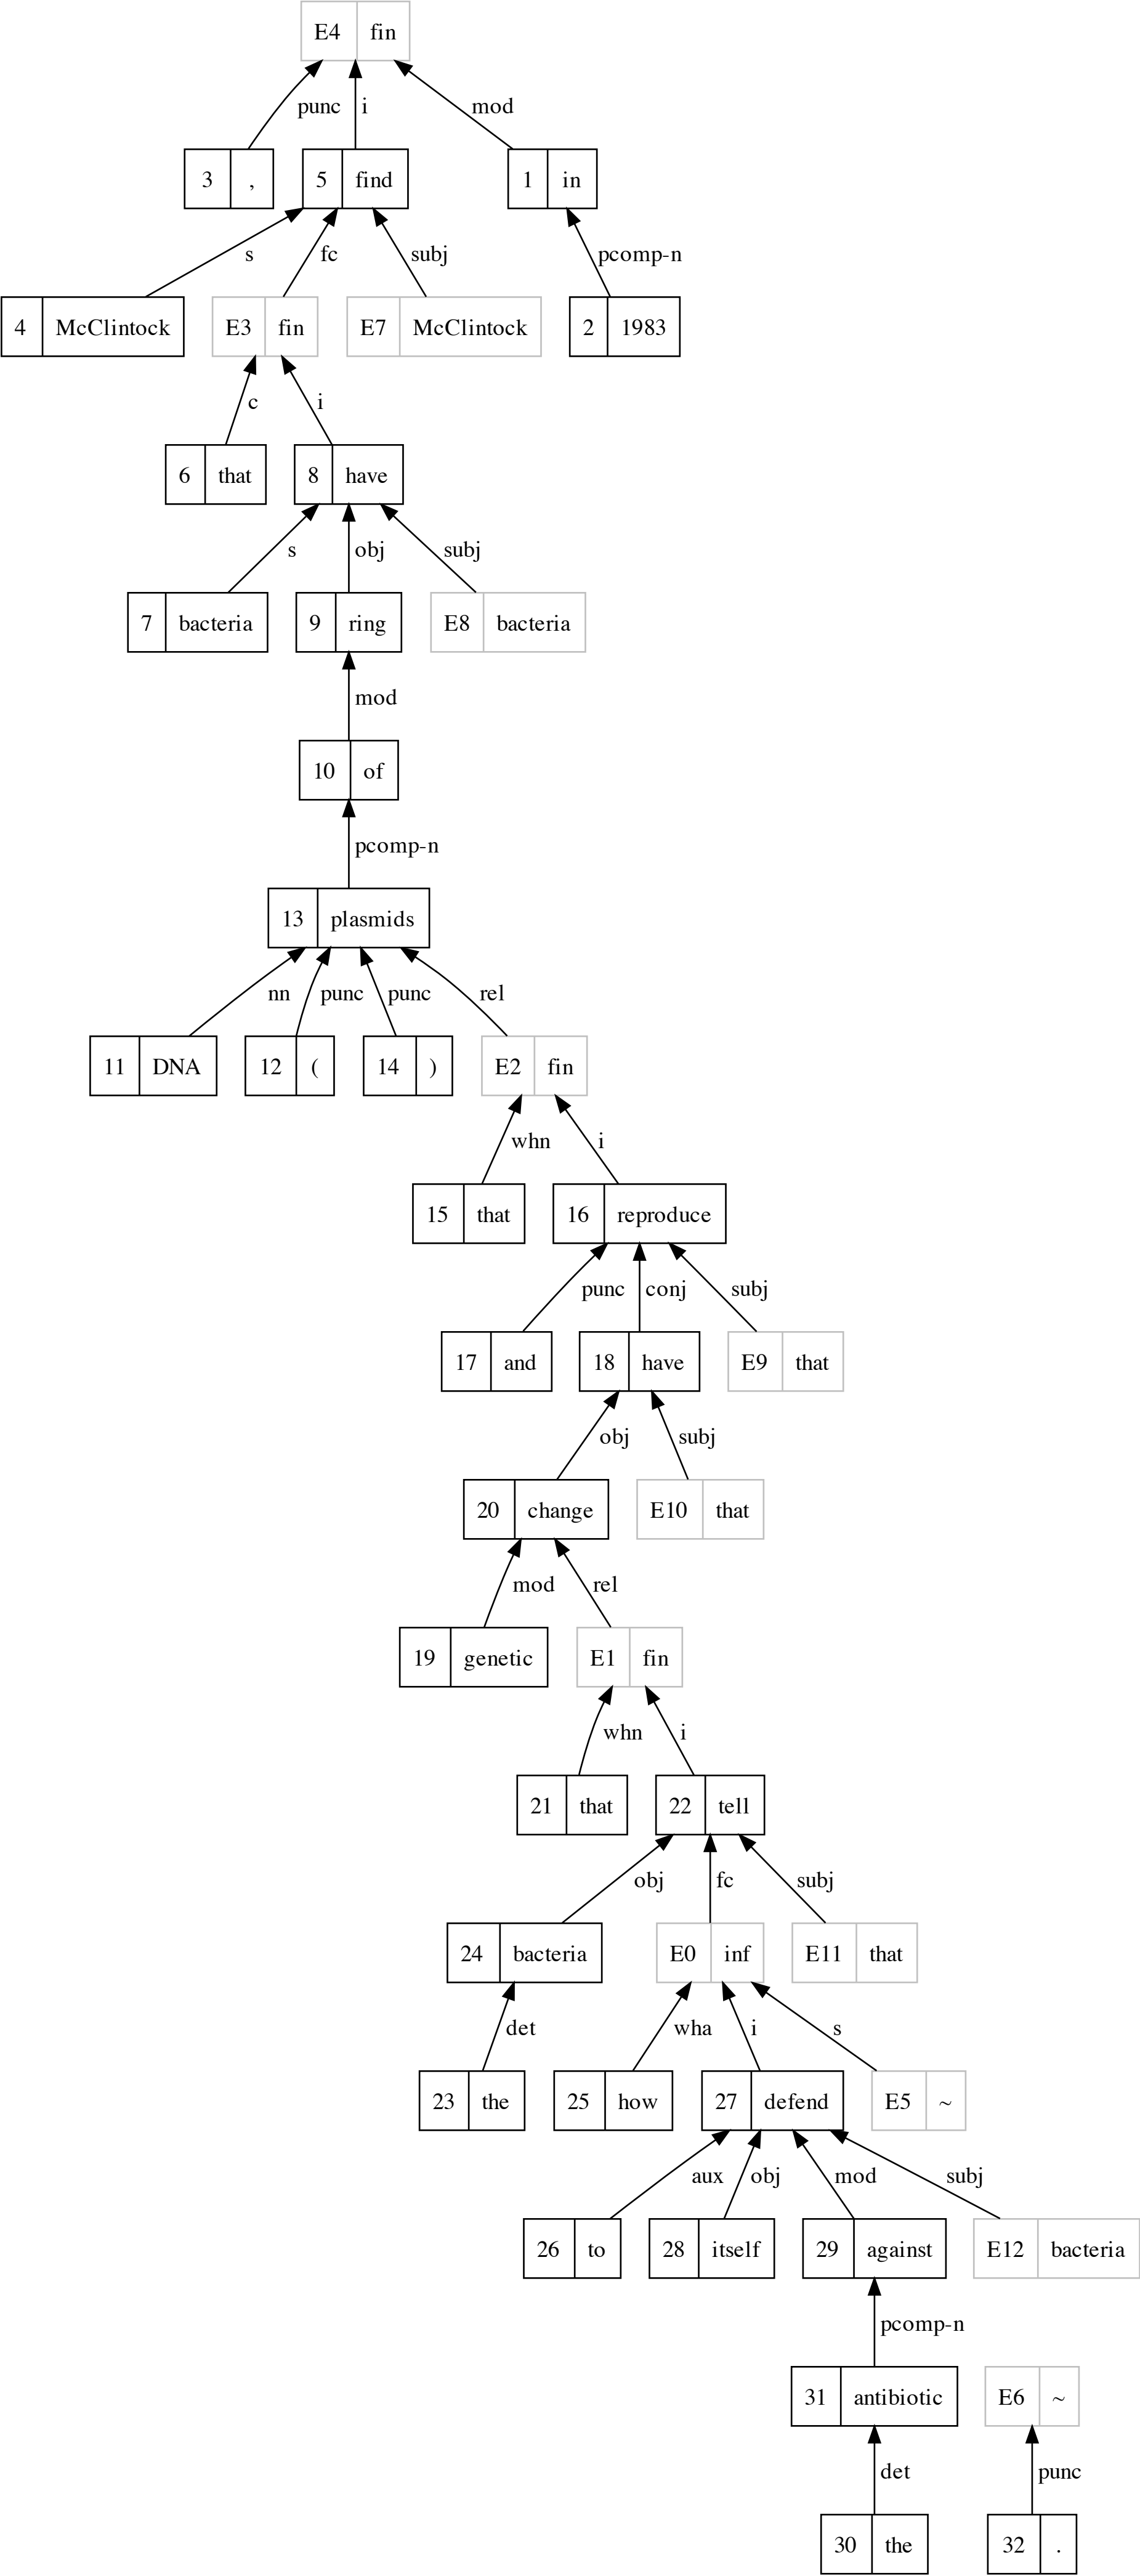 E4 fin
punc i mod
3 , 5 find 1 in
s fc subj pcomp-n
4 McClintock E3 fin E7 McClintock 2 1983
c i
6 that 8 have
s obj subj
7 bacteria 9 ring E8 bacteria
mod
10 of
pcomp-n
13 plasmids
nn punc punc rel
11 DNA 12 ( 14 ) E2 fin
whn i
15 that 16 reproduce
punc conj subj
17 and 18 have E9 that
obj subj
20 change E10 that
mod rel
19 genetic E1 fin
whn i
21 that 22 tell
obj fc subj
24 bacteria E0 inf E11 that
det wha i s
23 the 25 how 27 defend E5 ~
aux obj mod subj
26 to 28 itself 29 against E12 bacteria
pcomp-n
31 antibiotic E6 ~
det punc
30 the 32 .